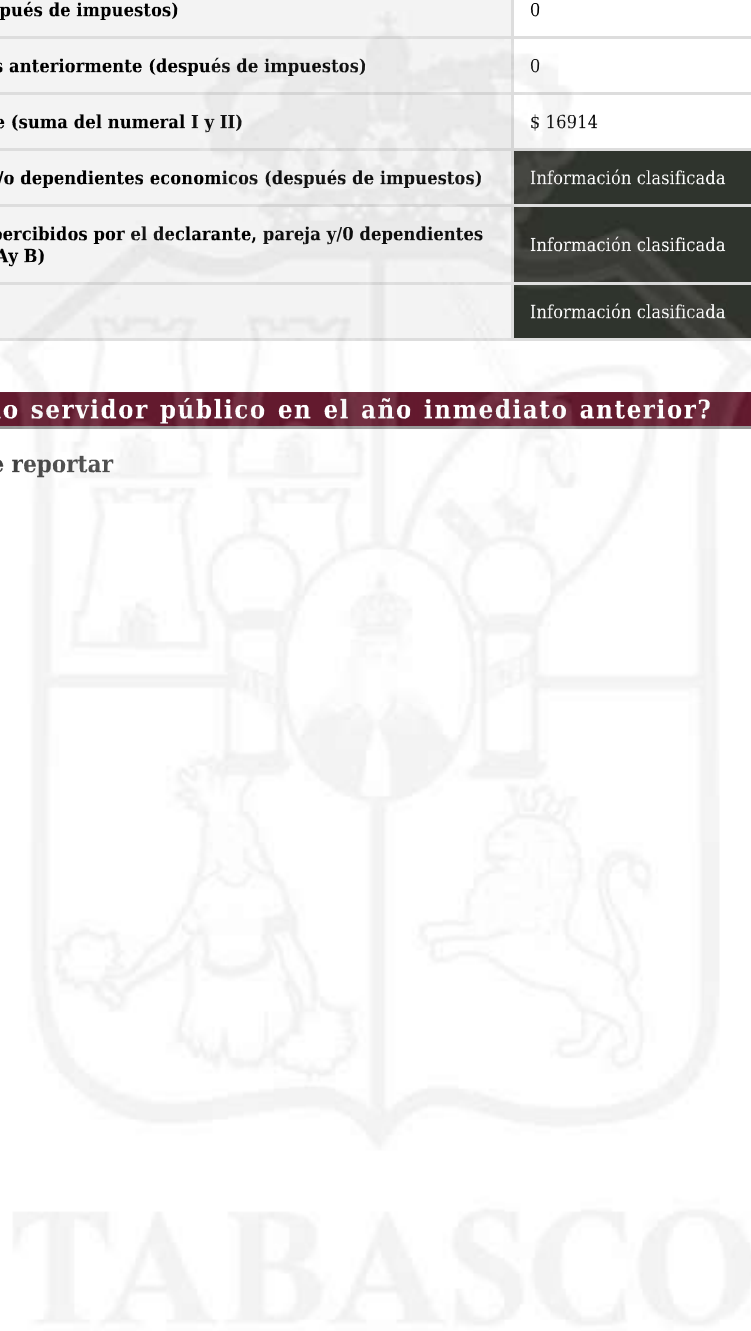 pués de impuestos)
0
s anteriormente (después de impuestos)
0
e (suma del numeral I y II)
$ 16914
/o dependientes economicos (después de impuestos)
Información clasificada
percibidos por el declarante, pareja y/0 dependientes
Ay B)
Información clasificada
Información clasificada
o servidor público en el año inmediato anterior?
e reportar
TABASCO